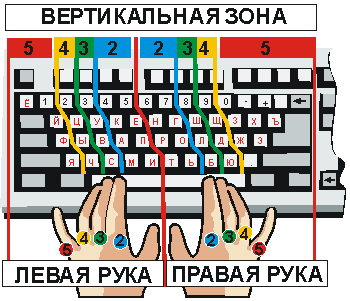 ВЕРТИКАЛЬНАЯ ЗОНА
5 4 3 2 2 3 4 5
Ё 1 2 3 4 5 6 7 8 9 0 - +
Й Ц У К Е Н Г Ш Щ З Х Ъ
Ф Ы В А П Р О Л Д Ж Э
Я Ч С М И Т Ь Б Ю
5 4 3 2 2 3 4 5
ЛЕВАЯ РУКА ПРАВАЯ РУКА